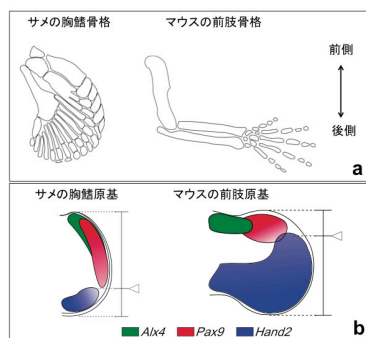 サメの胸鰭骨格 マウスの前肢骨格
前側
後側
a
サメの胸鰭原基 マウスの前肢原基
b
Alx4 Pax9 Hand2